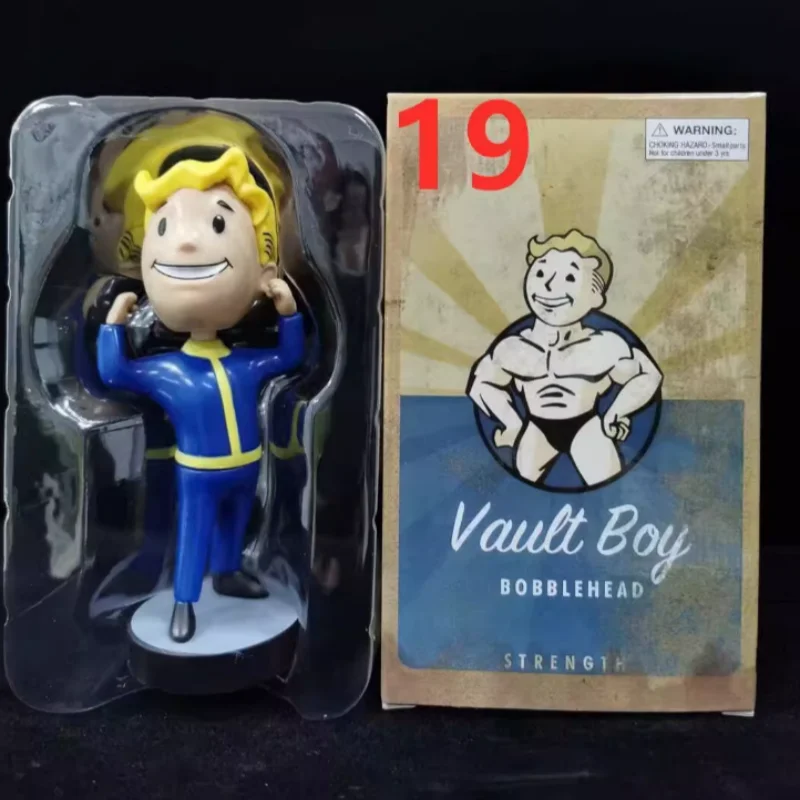 19
⚠ WARNING:
CHOKING HAZARD - Small parts
Not for children under 3 yrs
Vault Boy
BOBBLEHEAD
STRENGTH